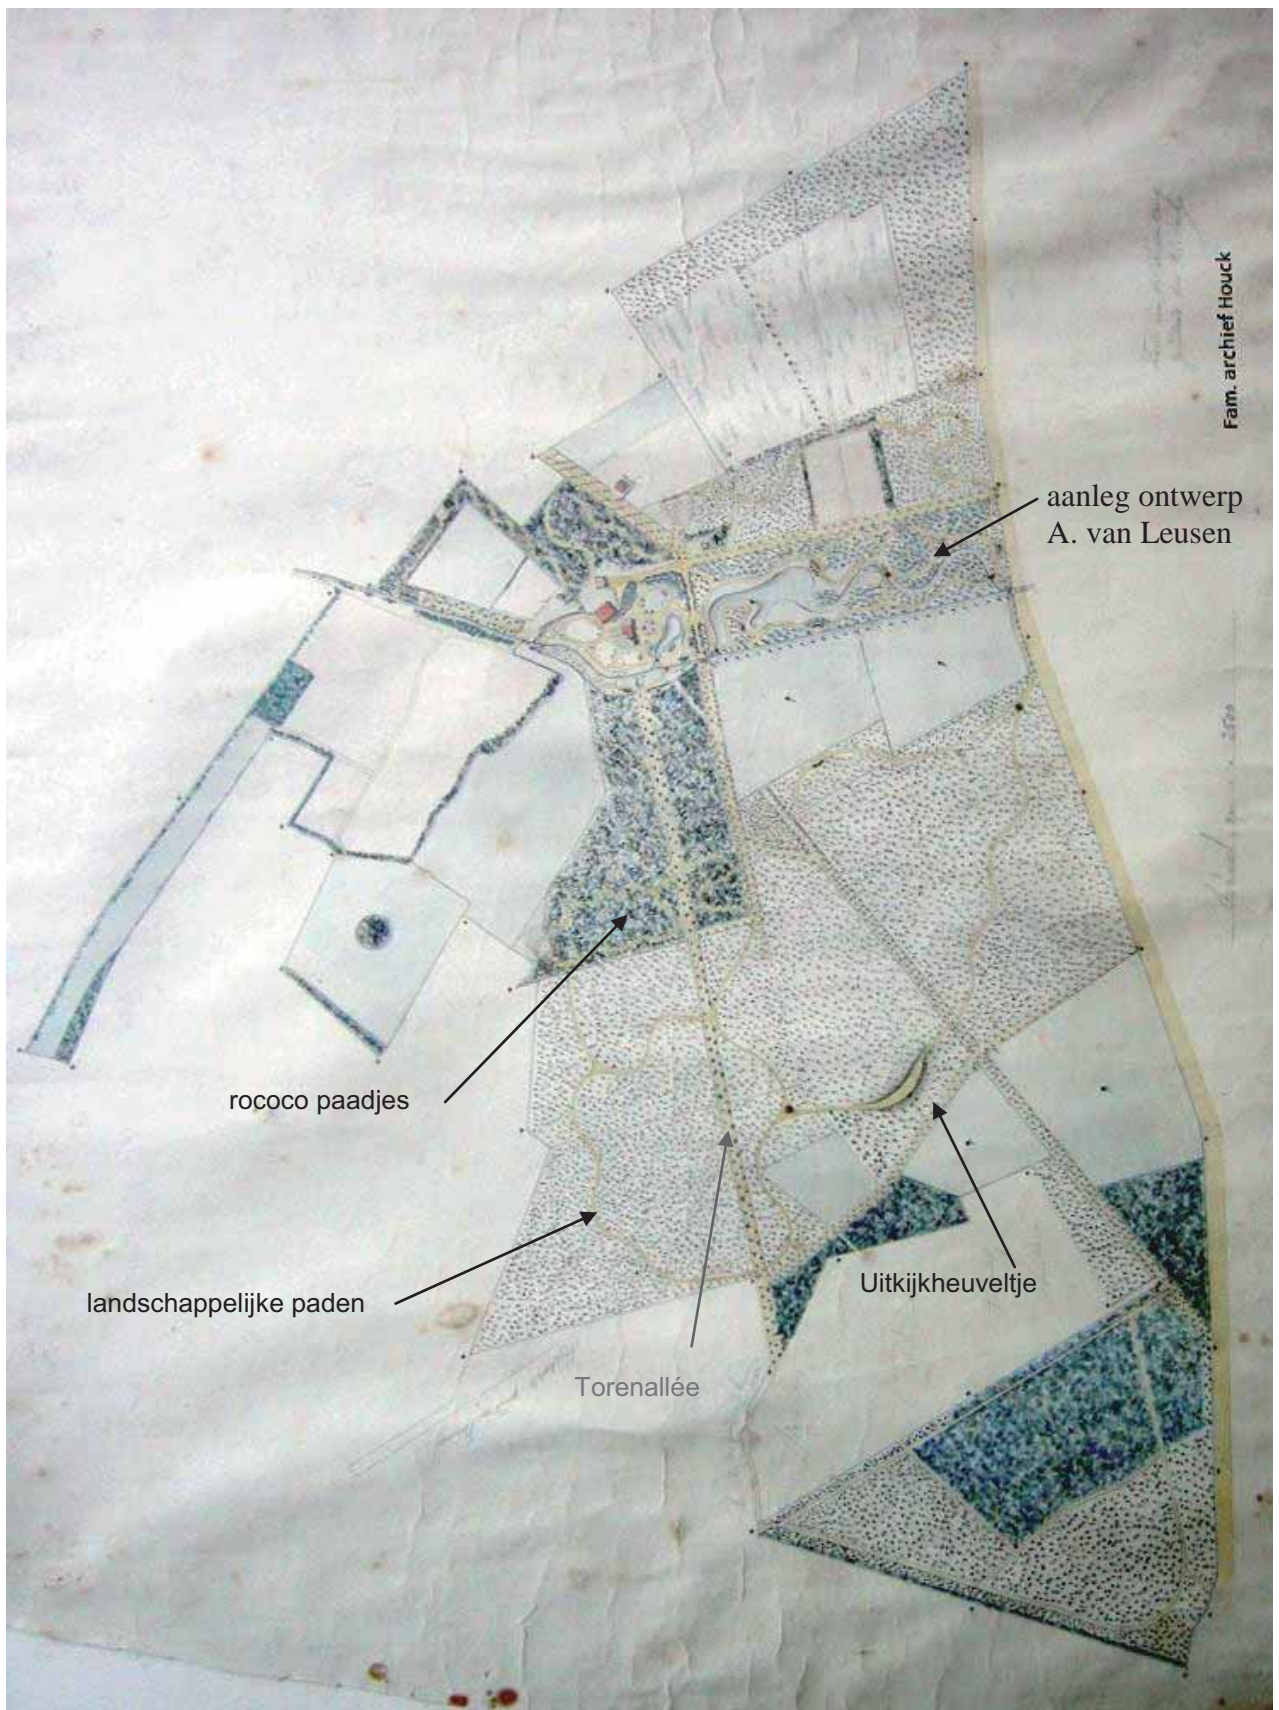 Fam. archief Houck
aanleg ontwerp
A. van Leusen
rococo paadjes
landschappelijke paden
Uitkijkheuveltje
Torenallée